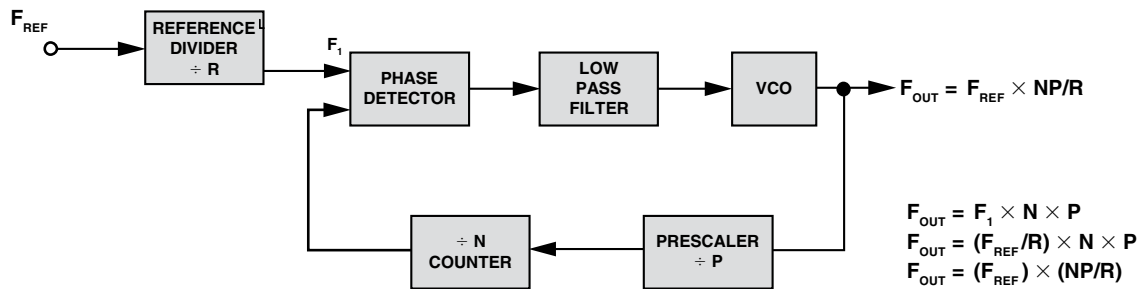 F_REF
REFERENCE
DIVIDER
÷ R
F_1
PHASE
DETECTOR
LOW
PASS
FILTER
VCO
F_OUT = F_REF × NP/R
÷ N
COUNTER
PRESCALER
÷ P
F_OUT = F_1 × N × P
F_OUT = (F_REF/R) × N × P
F_OUT = (F_REF) × (NP/R)